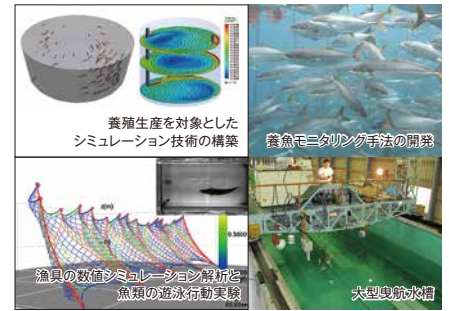 養殖生産を対象とした
シミュレーション技術の構築
養魚モニタリング手法の開発
z(m)
0.5000
漁具の数値シミュレーション解析と
魚類の遊泳行動実験
大型曳航水槽